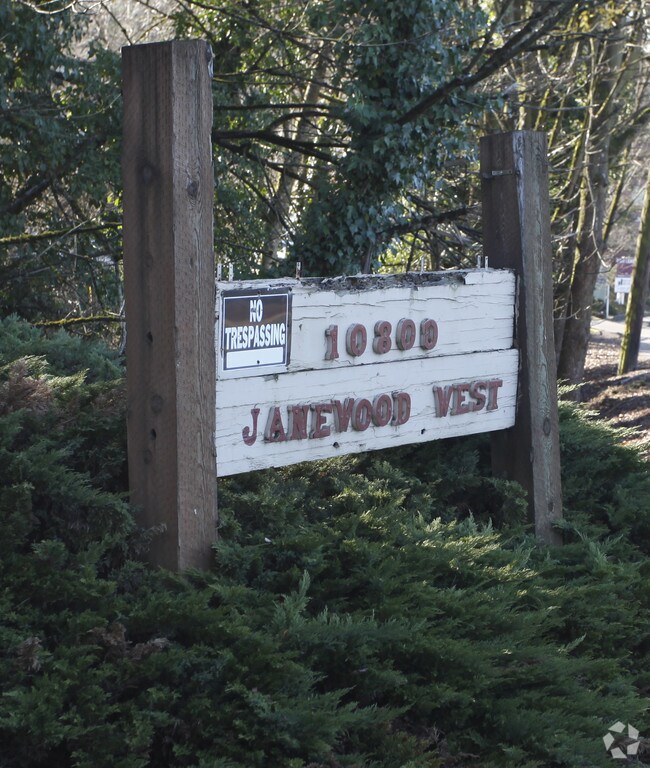 NO
TRESPASSING
10800
JANEWOOD WEST